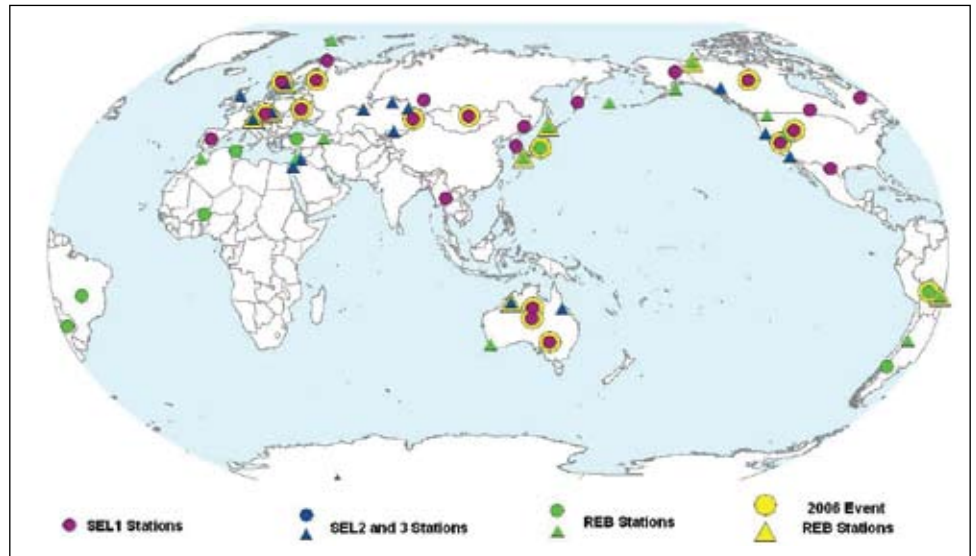 SEL1 Stations
SEL2 and 3 Stations
REB Stations
2006 Event
REB Stations